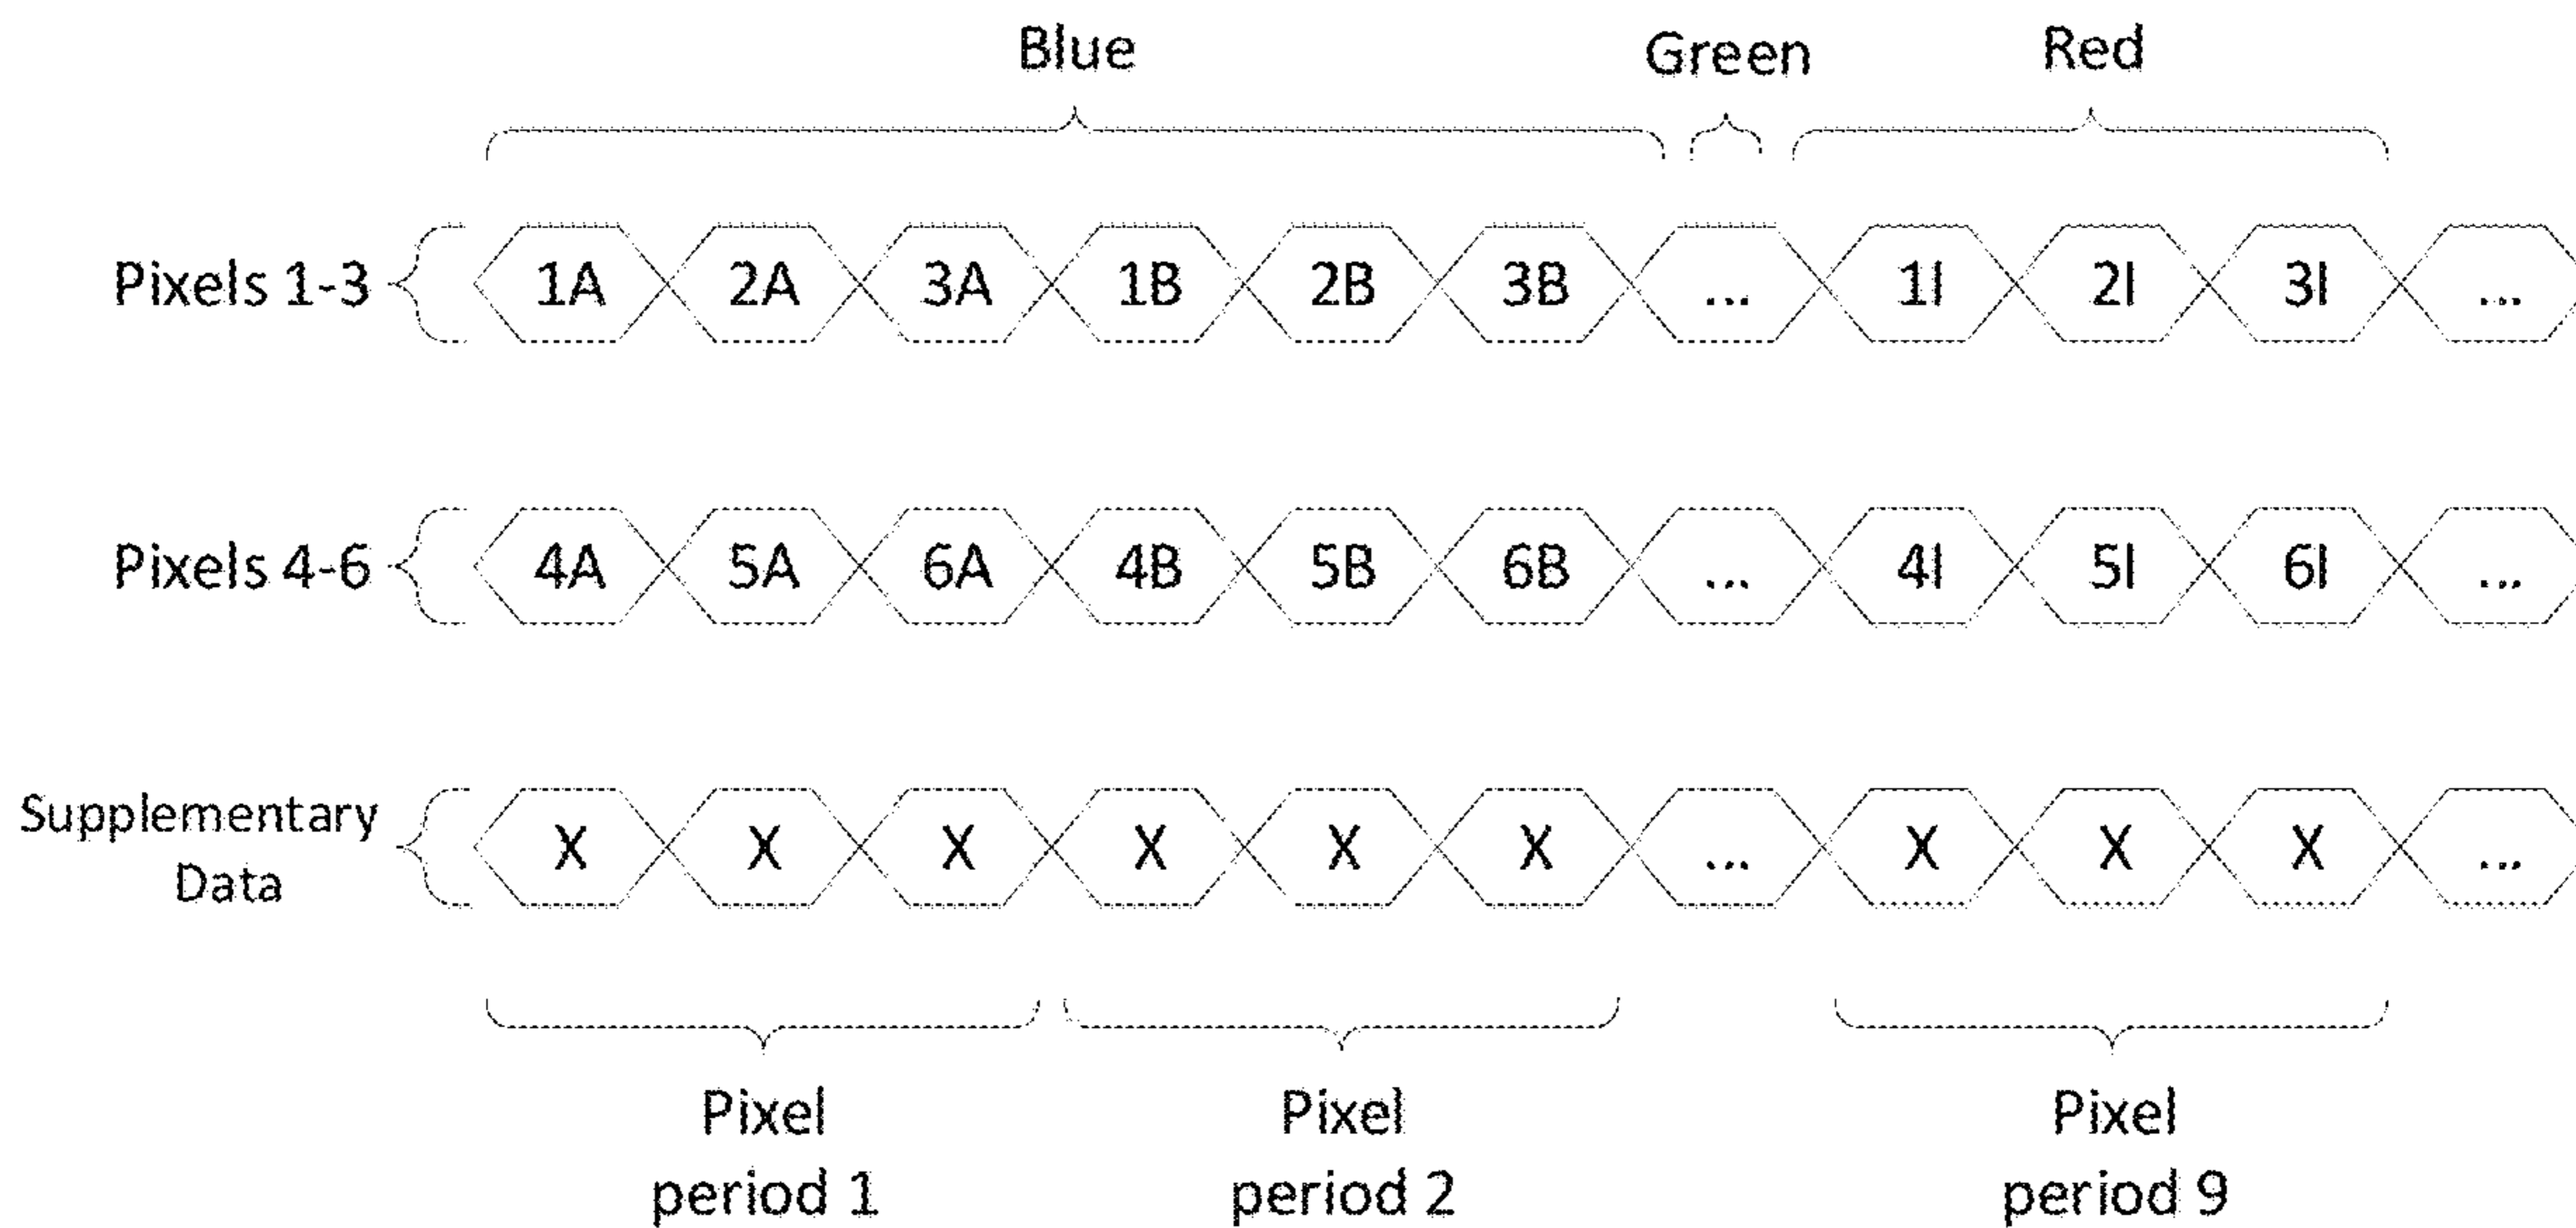 Blue Green Red
Pixels 1-3 1A 2A 3A 1B 2B 3B ... 1I 2I 3I ...
Pixels 4-6 4A 5A 6A 4B 5B 6B ... 4I 5I 6I ...
Supplementary
Data X X X X X X ... X X X ...
Pixel
period 1
Pixel
period 2
Pixel
period 9